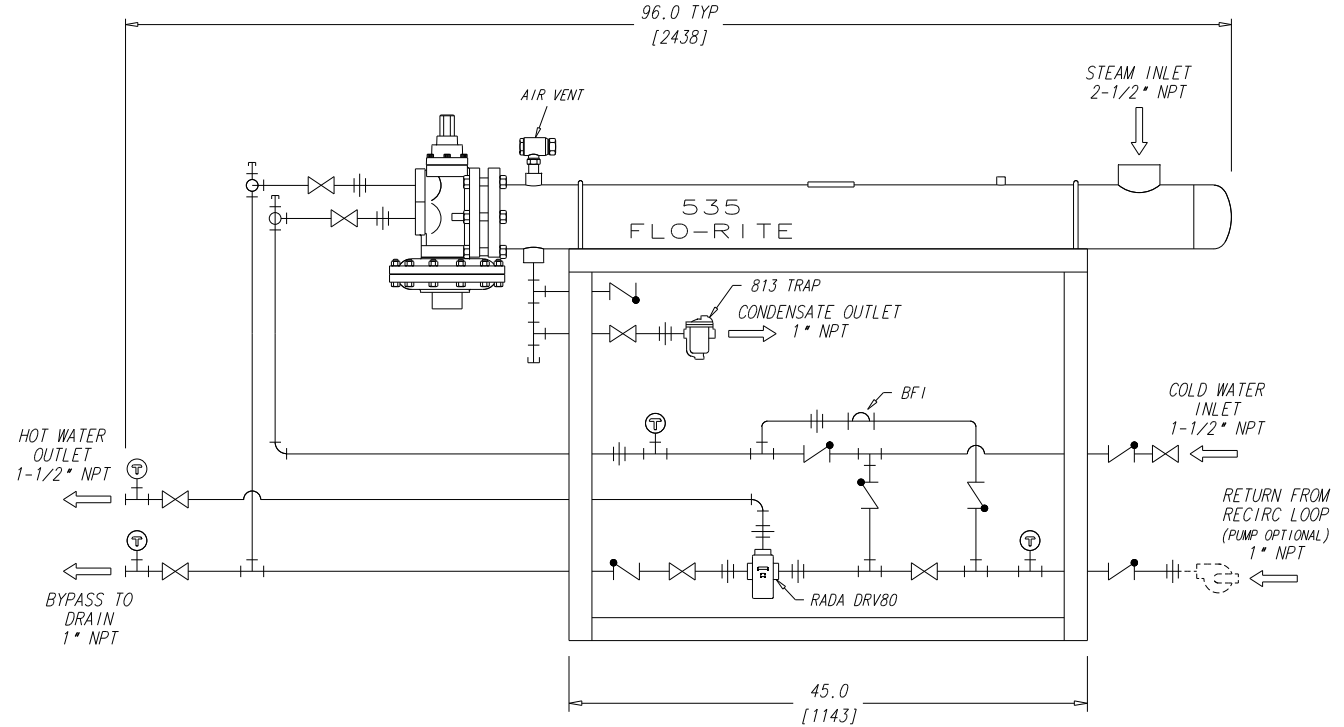 96.0 TYP
[2438]
STEAM INLET
2-1/2" NPT
AIR VENT
535
FLO-RITE
813 TRAP
CONDENSATE OUTLET
1" NPT
BFI
COLD WATER
INLET
1-1/2" NPT
HOT WATER
OUTLET
1-1/2" NPT
T
T
T
T
RETURN FROM
RECIRC LOOP
(PUMP OPTIONAL)
1" NPT
BYPASS TO
DRAIN
1" NPT
RADA DRV80
45.0
[1143]